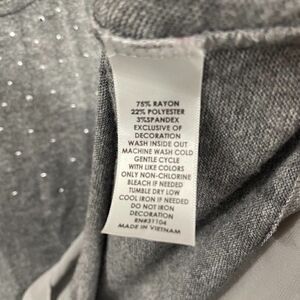 75% RAYON
22% POLYESTER
3%SPANDEX
EXCLUSIVE OF
DECORATION
WASH INSIDE OUT
MACHINE WASH COLD
GENTLE CYCLE
WITH LIKE COLORS
ONLY NON-CHLORINE
BLEACH IF NEEDED
TUMBLE DRY LOW
COOL IRON IF NEEDED
DO NOT IRON
DECORATION
RN#31104
MADE IN VIETNAM